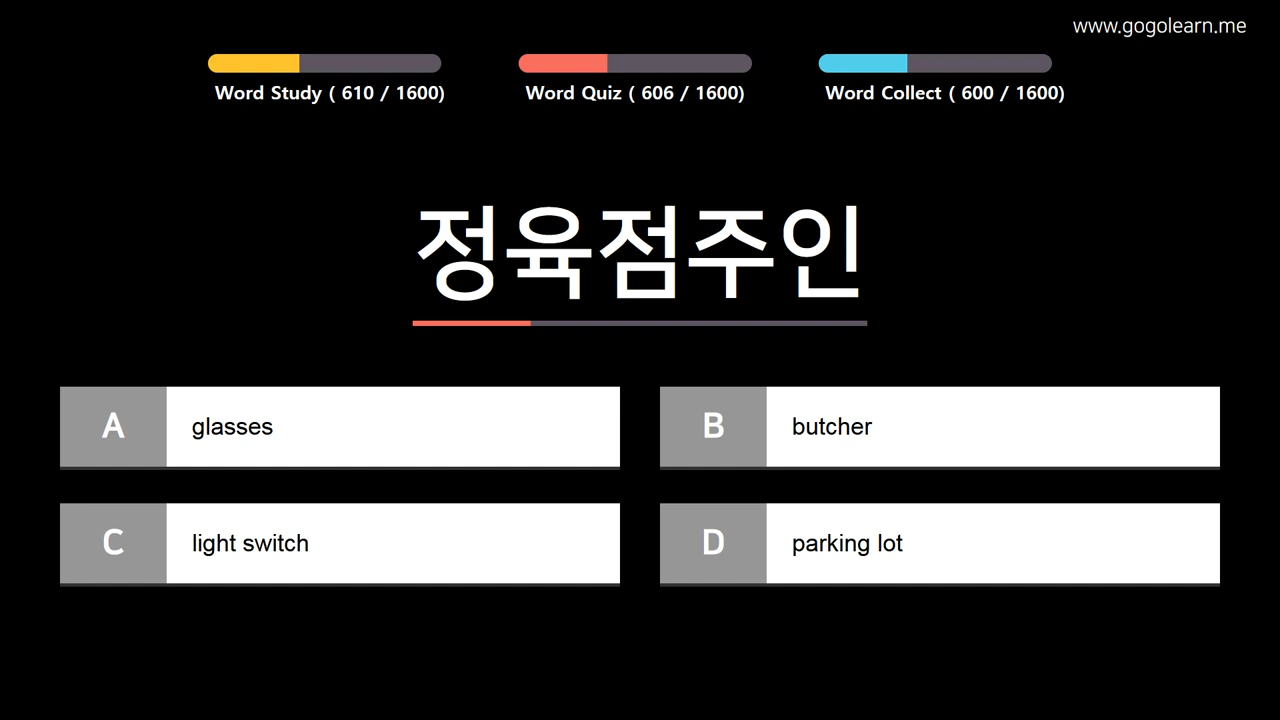 www.gogolearn.me
Word Study ( 610 / 1600)
Word Quiz ( 606 / 1600)
Word Collect ( 600 / 1600)
정육점주인
A glasses
B butcher
C light switch
D parking lot